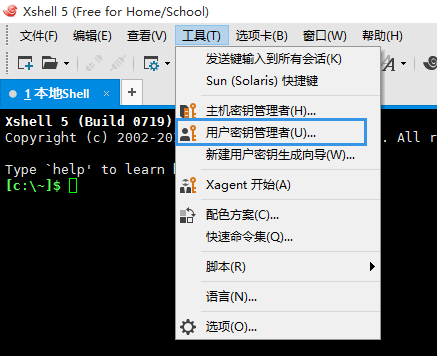 Xshell 5 (Free for Home/School)
文件(F) 编辑(E) 查看(V) 工具(T) 选项卡(B) 窗口(W) 帮助(H)
1 本地Shell × +
Xshell 5 (Build 0719)
Copyright (c) 2002-20 . All r
Type `help' to learn
[c:\~]$
发送键输入到所有会话(K)
Sun (Solaris) 快捷键
主机密钥管理者(H)...
用户密钥管理者(U)...
新建用户密钥生成向导(W)...
Xagent 开始(A)
配色方案(C)...
快速命令集(Q)...
脚本(R)
语言(N)...
选项(O)...